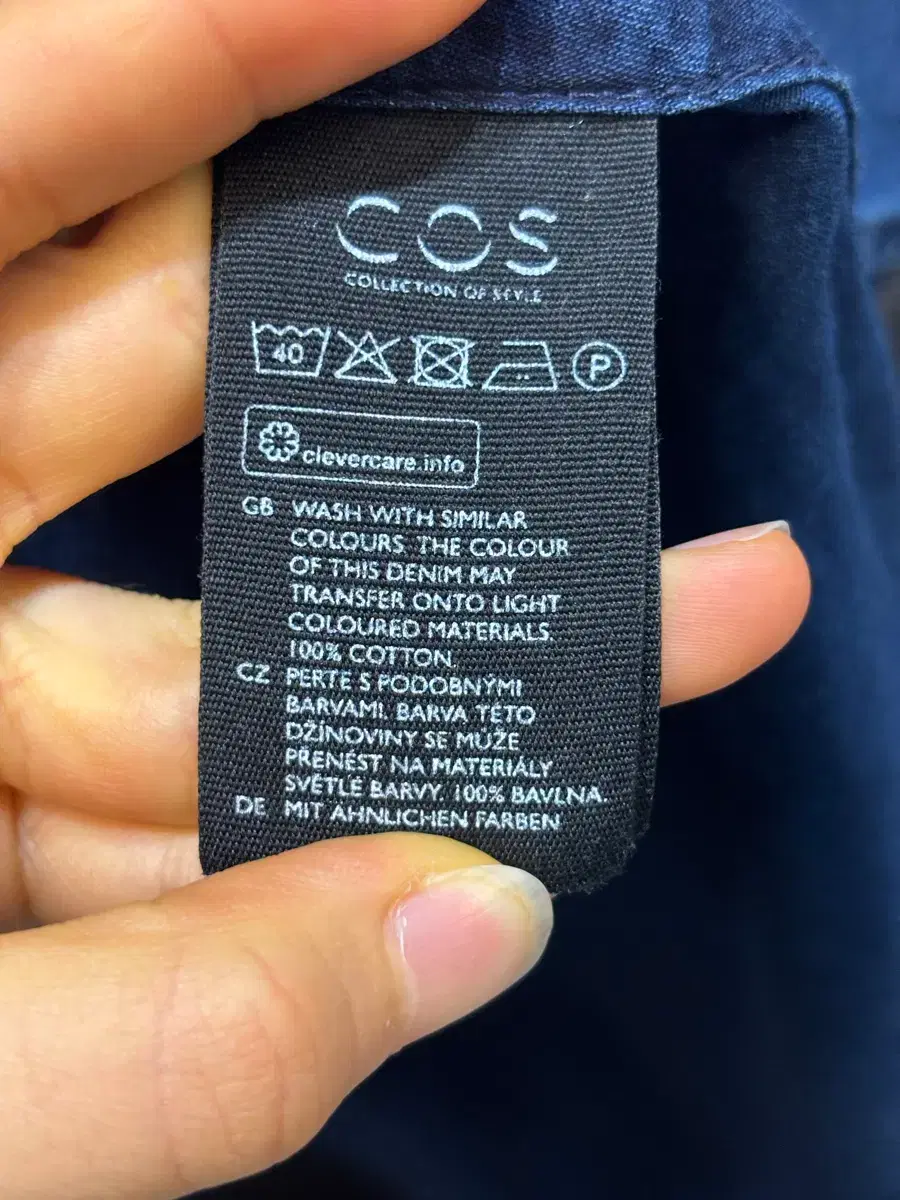 COS
COLLECTION OF STYLE
40
P
clevercare.info
GB WASH WITH SIMILAR
COLOURS. THE COLOUR
OF THIS DENIM MAY
TRANSFER ONTO LIGHT
COLOURED MATERIALS.
100% COTTON.
CZ PERTE S PODOBNÝMI
BARVAMI. BARVA TÉTO
DŽÍNOVINY SE MŮŽE
PŘENÉST NA MATERIÁLY
SVĚTLÉ BARVY. 100% BAVLNA.
DE MIT ÄHNLICHEN FARBEN